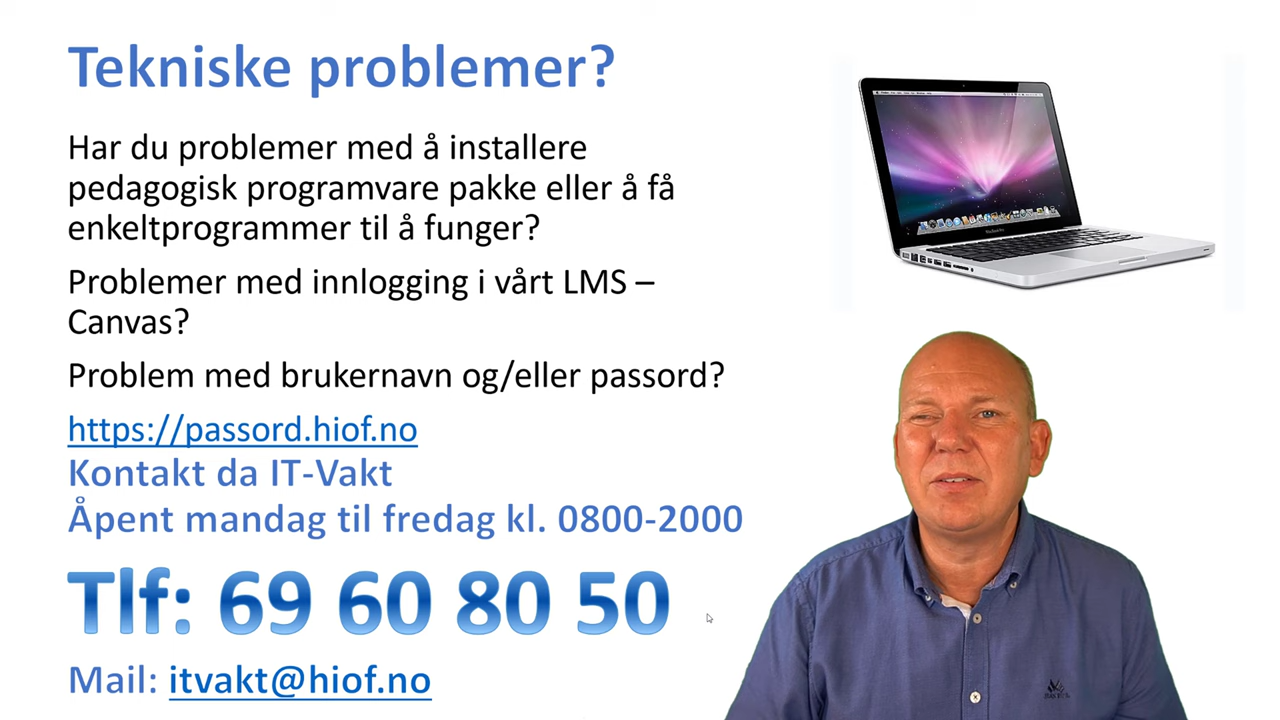 Tekniske problemer?
Har du problemer med å installere
pedagogisk programvare pakke eller å få
enkeltprogrammer til å funger?
Problemer med innlogging i vårt LMS –
Canvas?
Problem med brukernavn og/eller passord?
https://passord.hiof.no
Kontakt da IT-Vakt
Åpent mandag til fredag kl. 0800-2000
Tlf: 69 60 80 50
Mail: itvakt@hiof.no